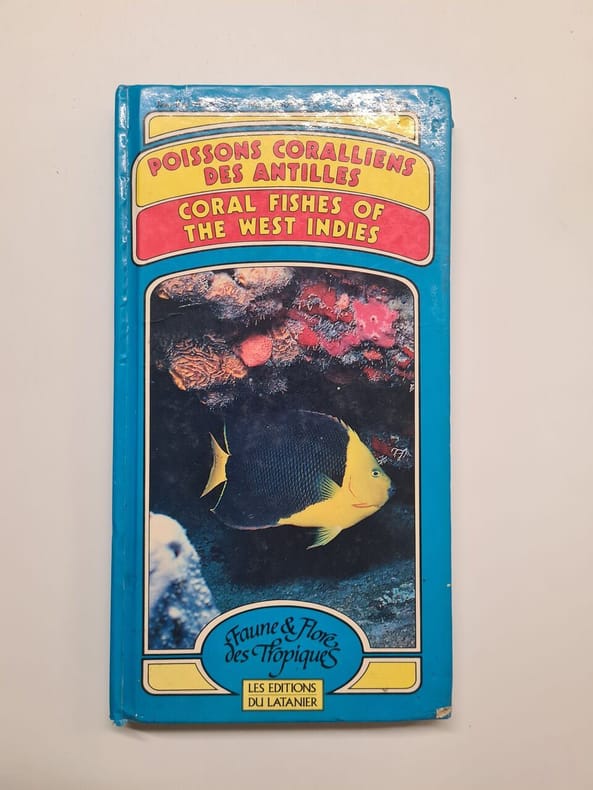 POISSONS CORALLIENS
DES ANTILLES
CORAL FISHES OF
THE WEST INDIES
Faune & Flore
des Tropiques
LES EDITIONS
DU LATANIER